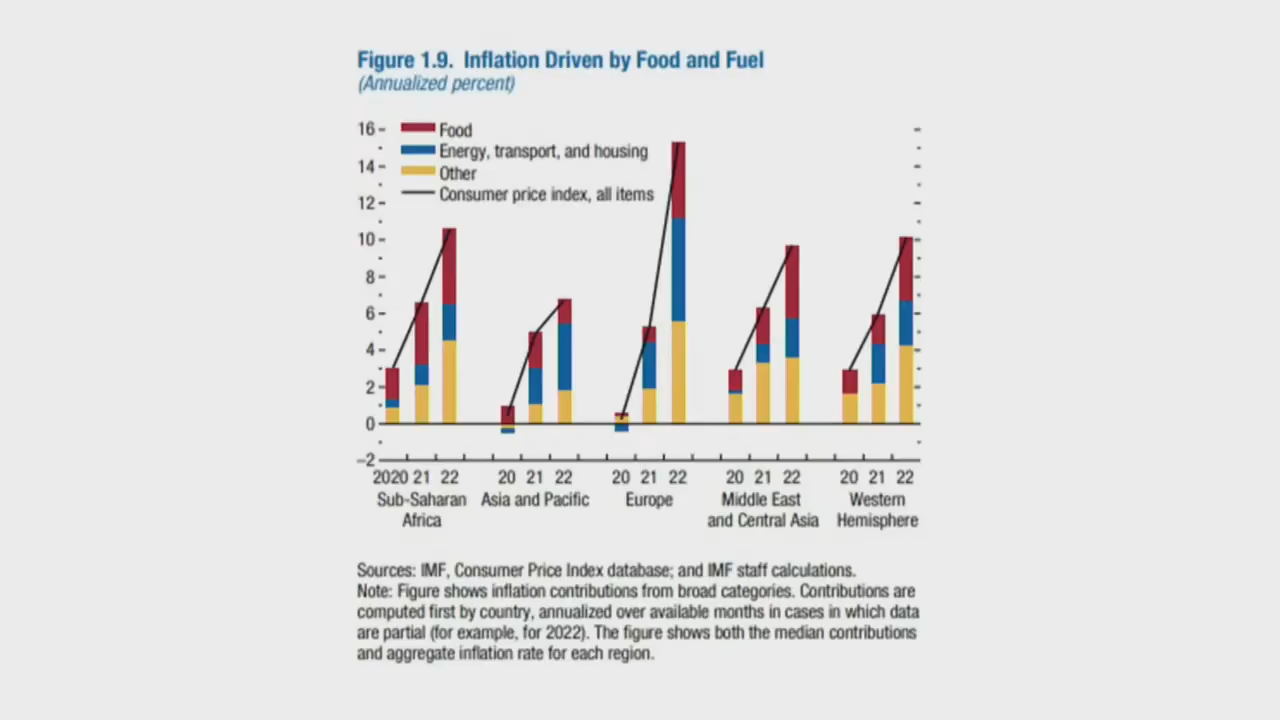 Figure 1.9. Inflation Driven by Food and Fuel
(Annualized percent)
16
Food
Energy, transport, and housing
14
Other
Consumer price index, all items
12
10
8
6
4
2
0
–2
2020 21 22 20 21 22 20 21 22 20 21 22 20 21 22
Sub-Saharan Asia and Pacific Europe Middle East Western
Africa and Central Asia Hemisphere
Sources: IMF, Consumer Price Index database; and IMF staff calculations.
Note: Figure shows inflation contributions from broad categories. Contributions are
computed first by country, annualized over available months in cases in which data
are partial (for example, for 2022). The figure shows both the median contributions
and aggregate inflation rate for each region.